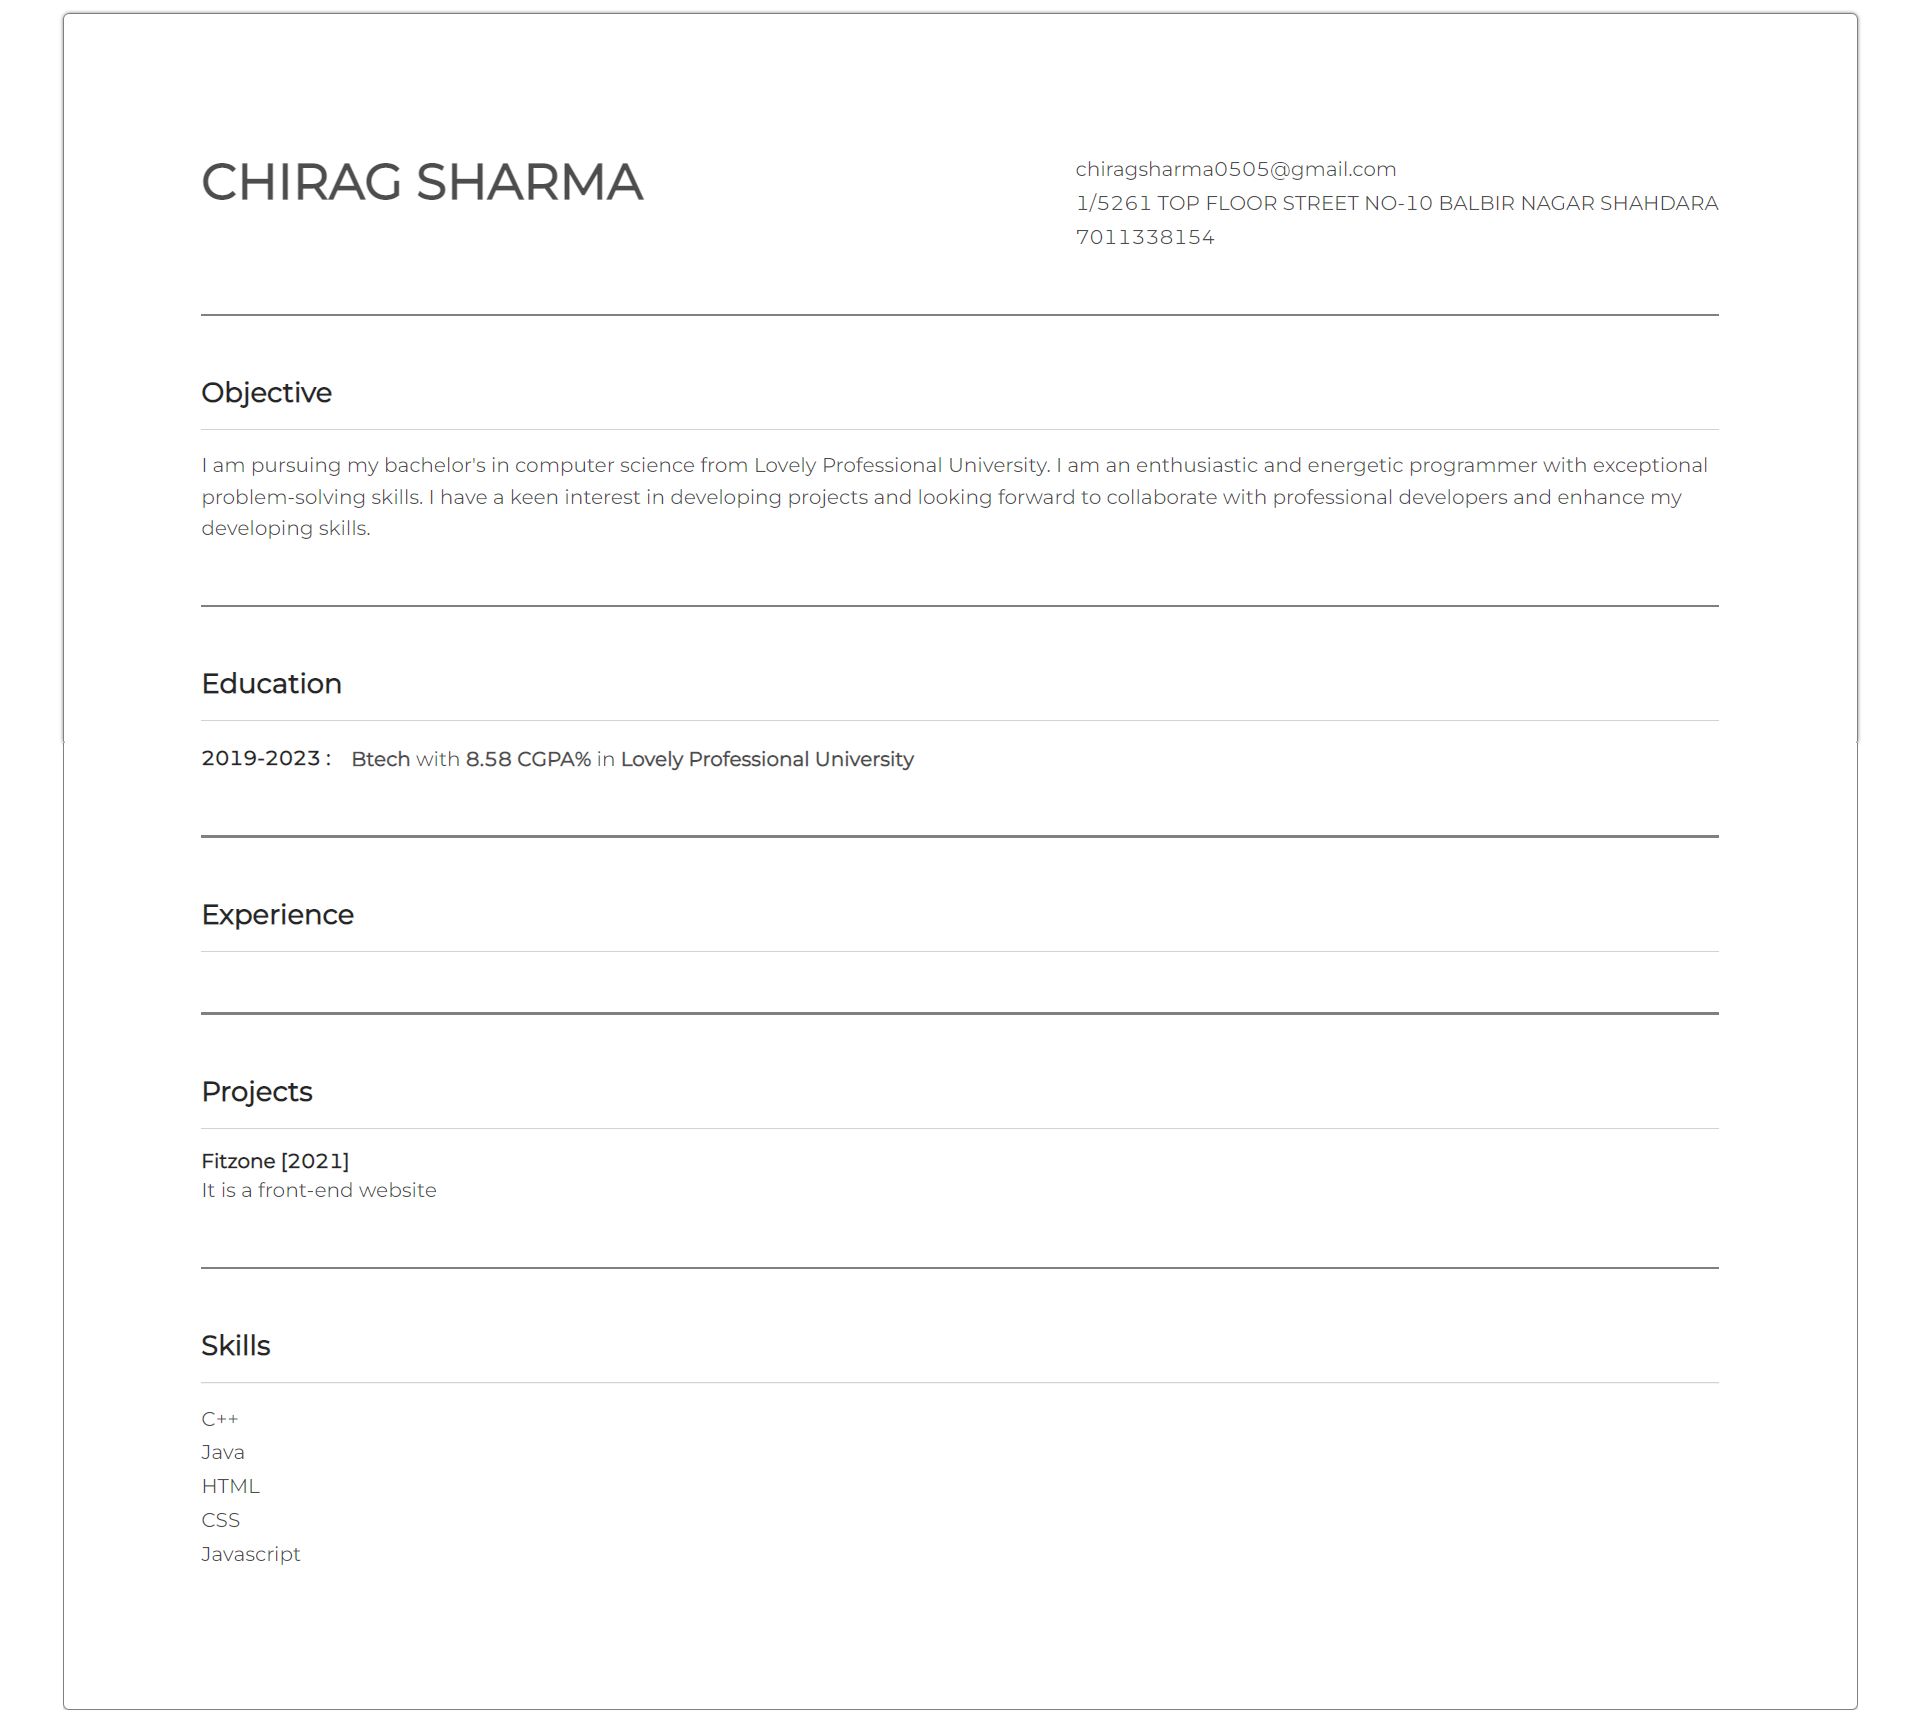 CHIRAG SHARMA
chiragsharma0505@gmail.com
1/5261 TOP FLOOR STREET NO-10 BALBIR NAGAR SHAHDARA
7011338154
Objective
I am pursuing my bachelor's in computer science from Lovely Professional University. I am an enthusiastic and energetic programmer with exceptional
problem-solving skills. I have a keen interest in developing projects and looking forward to collaborate with professional developers and enhance my
developing skills.
Education
2019-2023 : Btech with 8.58 CGPA% in Lovely Professional University
Experience
Projects
Fitzone [2021]
It is a front-end website
Skills
C++
Java
HTML
CSS
Javascript